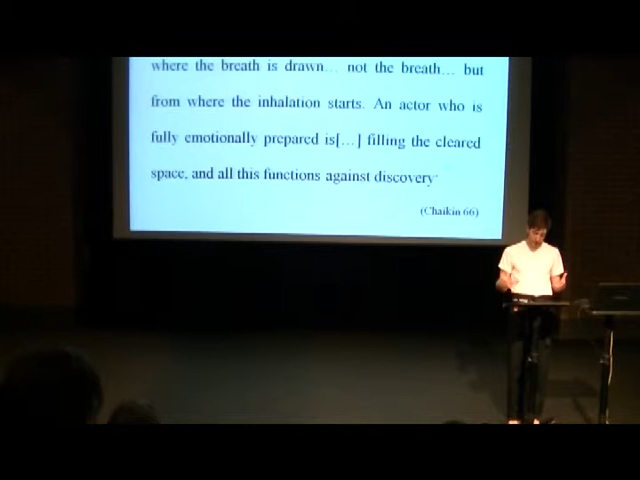 where the breath is drawn… not the breath… but
from where the inhalation starts. An actor who is
fully emotionally prepared is[…] filling the cleared
space, and all this functions against discovery"
(Chaikin 66)